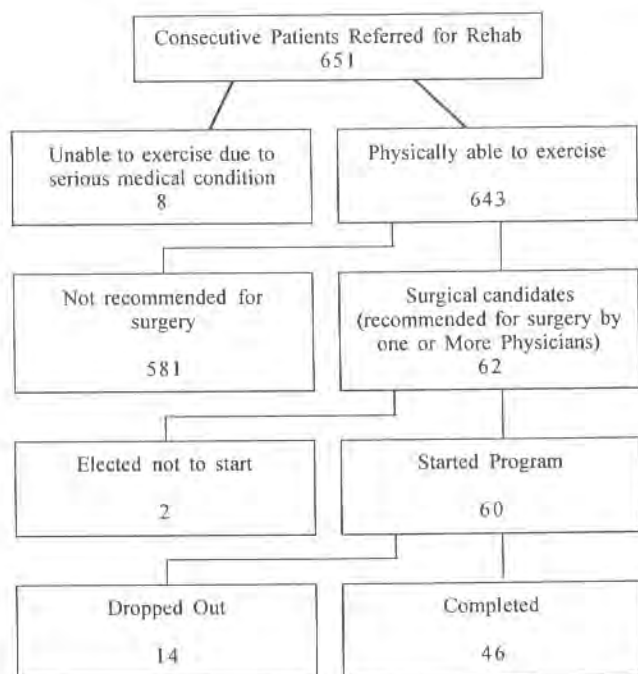 Consecutive Patients Referred for Rehab
651
Unable to exercise due to
serious medical condition
8
Physically able to exercise
643
Not recommended for
surgery
581
Surgical candidates
(recommended for surgery by
one or More Physicians)
62
Elected not to start
2
Started Program
60
Dropped Out
14
Completed
46